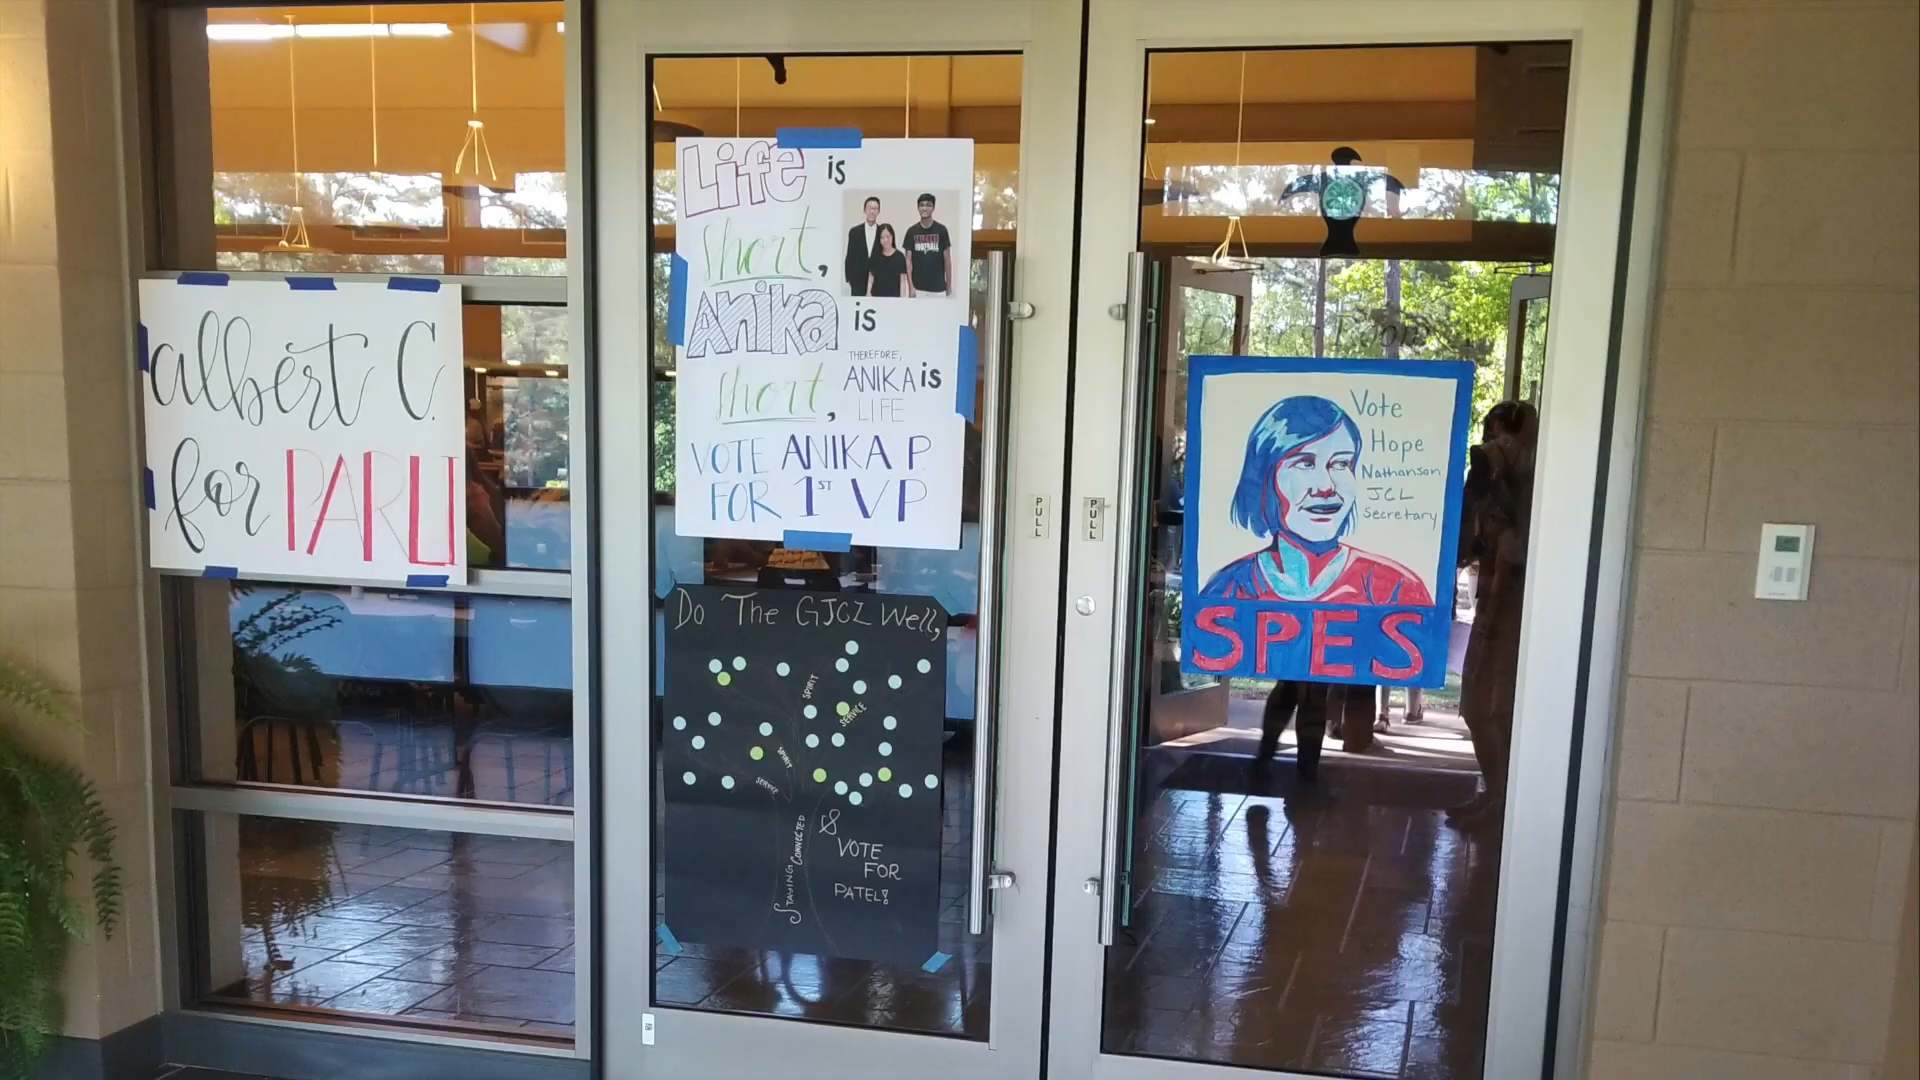 albert C.
for PARLI
Life is
Short,
Anika is
Short,
THEREFORE,
ANIKA is
LIFE
VOTE ANIKA P.
FOR 1ST VP
Do The GJCL Well,
SPIRIT
SERVICE
SPIRIT
SERVICE
STAYING CONNECTED
&
VOTE
FOR
PATEL!
PULL
PULL
Vote
Hope
Nathanson
JCL
Secretary
SPES